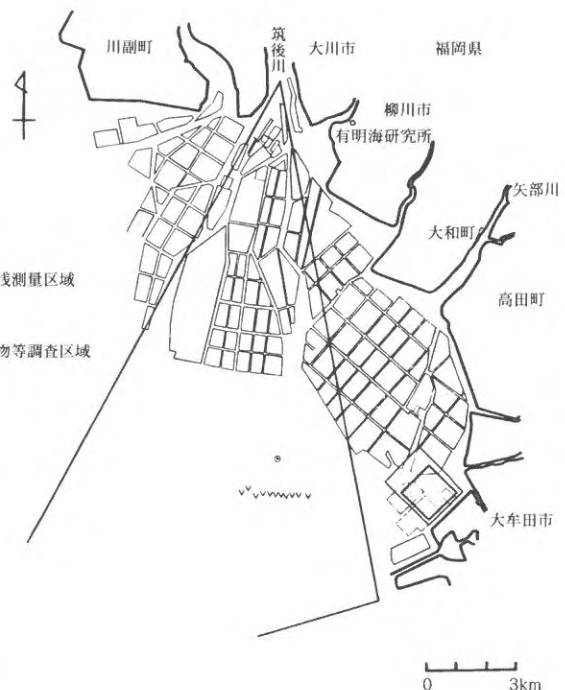 川副町
筑後川
大川市
福岡県
柳川市
有明海研究所
矢部川
大和町
高田町
浅測量区域
物等調査区域
大牟田市
0 3km